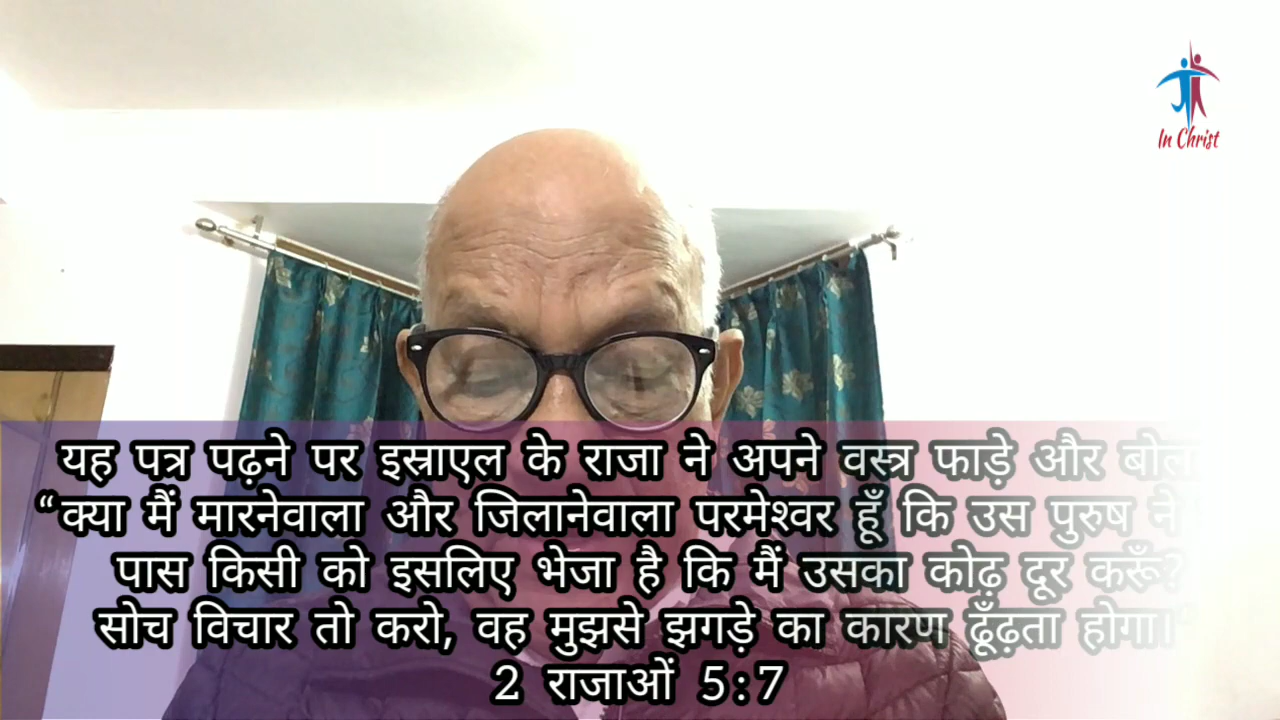 In Christ
यह पत्र पढ़ने पर इस्राएल के राजा ने अपने वस्त्र फाड़े और
“क्या मैं मारनेवाला और जिलानेवाला परमेश्वर हूँ कि उस पुरुष ने
पास किसी को इसलिए भेजा है कि मैं उसका कोढ़ दूर करूँ?
सोच विचार तो करो, वह मुझसे झगड़े का कारण ढूँढ़ता होगा।“
2 राजाओं 5:7